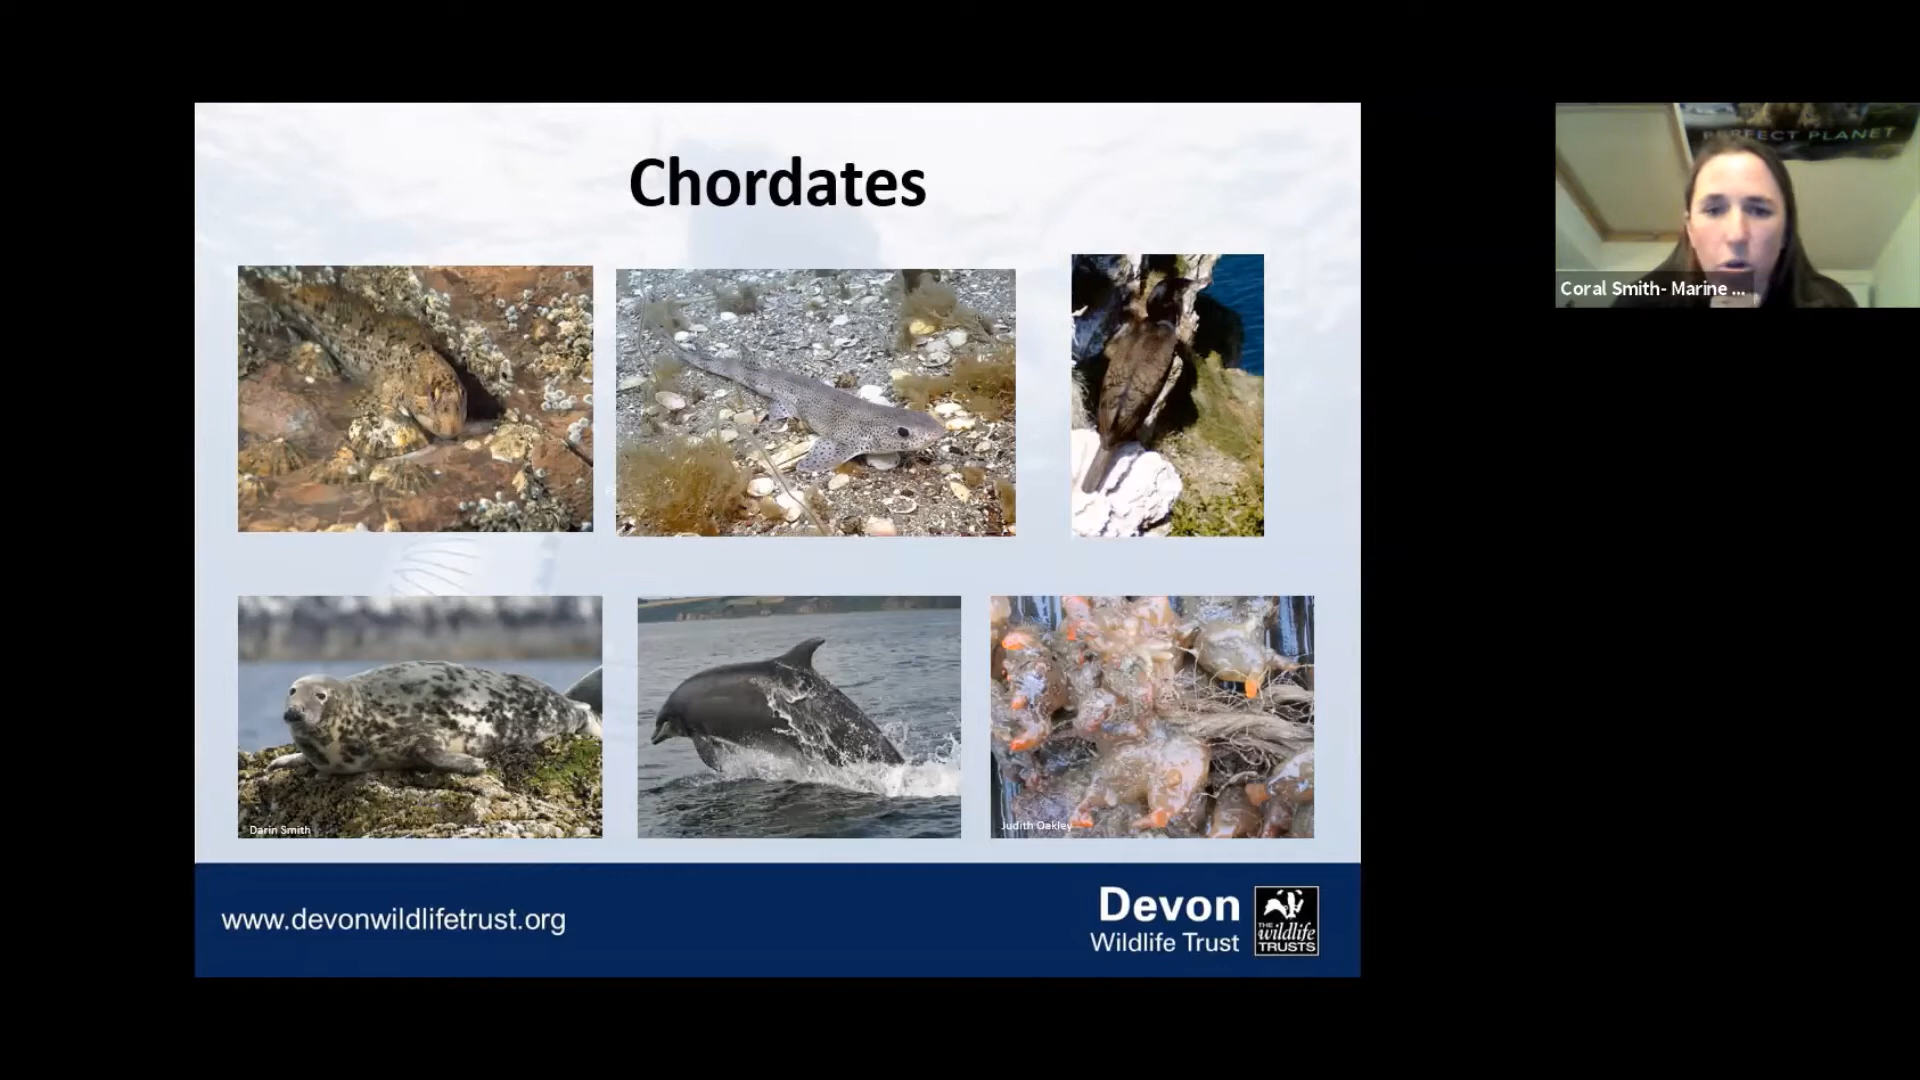 Chordates
PERFECT PLANET
Coral Smith- Marine ...
Darin Smith
Judith Oakley
www.devonwildlifetrust.org
Devon
Wildlife Trust
THE
wildlife
TRUSTS